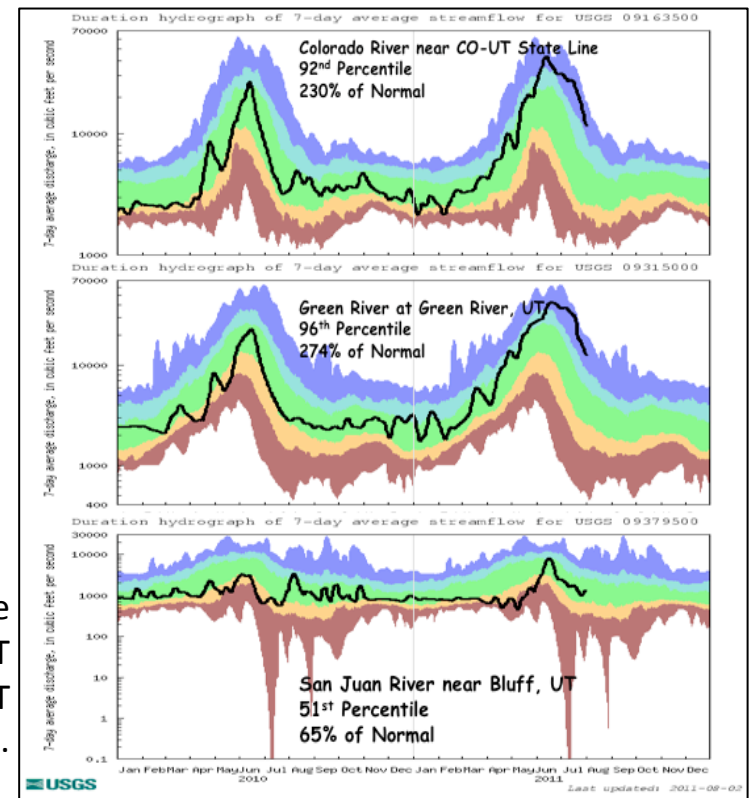 Duration hydrograph of 7-day average streamflow for USGS 09163500
7-day average discharge, in cubic feet per second
70000
10000
1000
Colorado River near CO-UT State Line
92nd Percentile
230% of Normal
Duration hydrograph of 7-day average streamflow for USGS 09315000
7-day average discharge, in cubic feet per second
70000
10000
1000
400
Green River at Green River, UT
96th Percentile
274% of Normal
Duration hydrograph of 7-day average streamflow for USGS 09379500
7-day average discharge, in cubic feet per second
30000
10000
1000
100
10
1
0.1
San Juan River near Bluff, UT
51st Percentile
65% of Normal
Jan Feb Mar Apr May Jun Jul Aug Sep Oct Nov Dec Jan Feb Mar Apr May Jun Jul Aug Sep Oct Nov Dec
2010 2011
USGS
Last updated: 2011-08-02
e
T
T
.